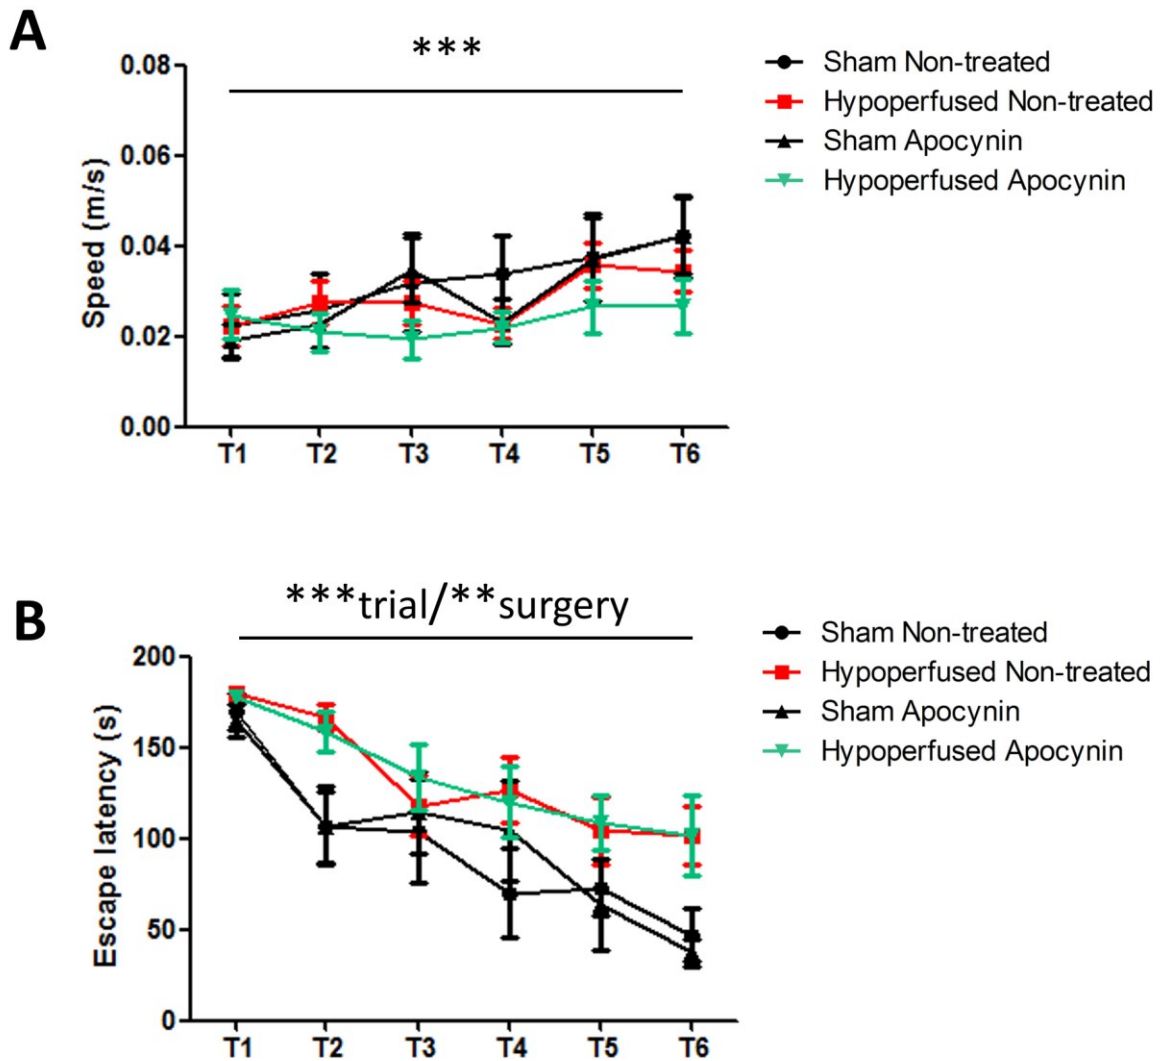 A
***
0.08
0.06
0.04
0.02
0.00
Speed (m/s)
T1 T2 T3 T4 T5 T6
Sham Non-treated
Hypoperfused Non-treated
Sham Apocynin
Hypoperfused Apocynin
B
***trial/**surgery
200
150
100
50
0
Escape latency (s)
T1 T2 T3 T4 T5 T6
Sham Non-treated
Hypoperfused Non-treated
Sham Apocynin
Hypoperfused Apocynin